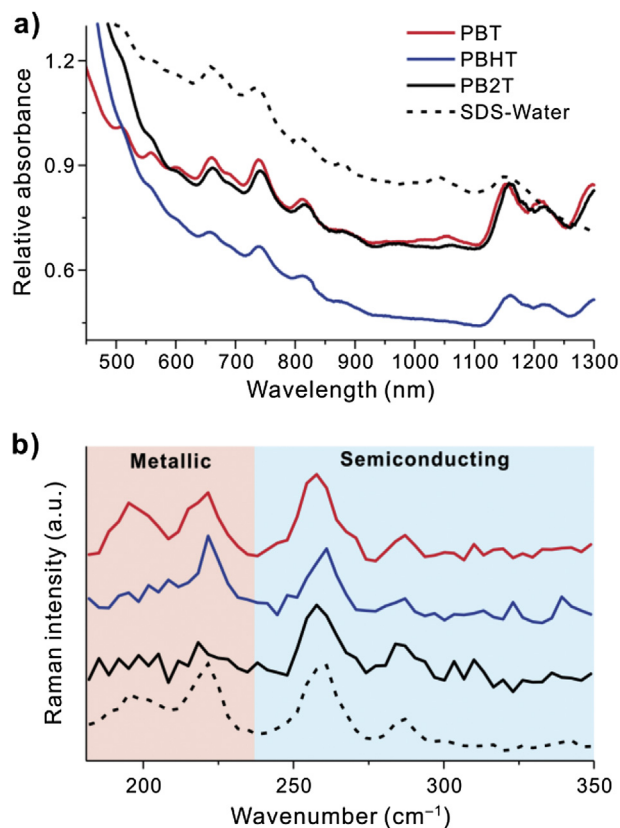 a)
PBT
PBHT
PB2T
SDS-Water
Relative absorbance
1.2
0.9
0.6
500 600 700 800 900 1000 1100 1200 1300
Wavelength (nm)
b)
Metallic Semiconducting
Raman intensity (a.u.)
200 250 300 350
Wavenumber (cm⁻¹)